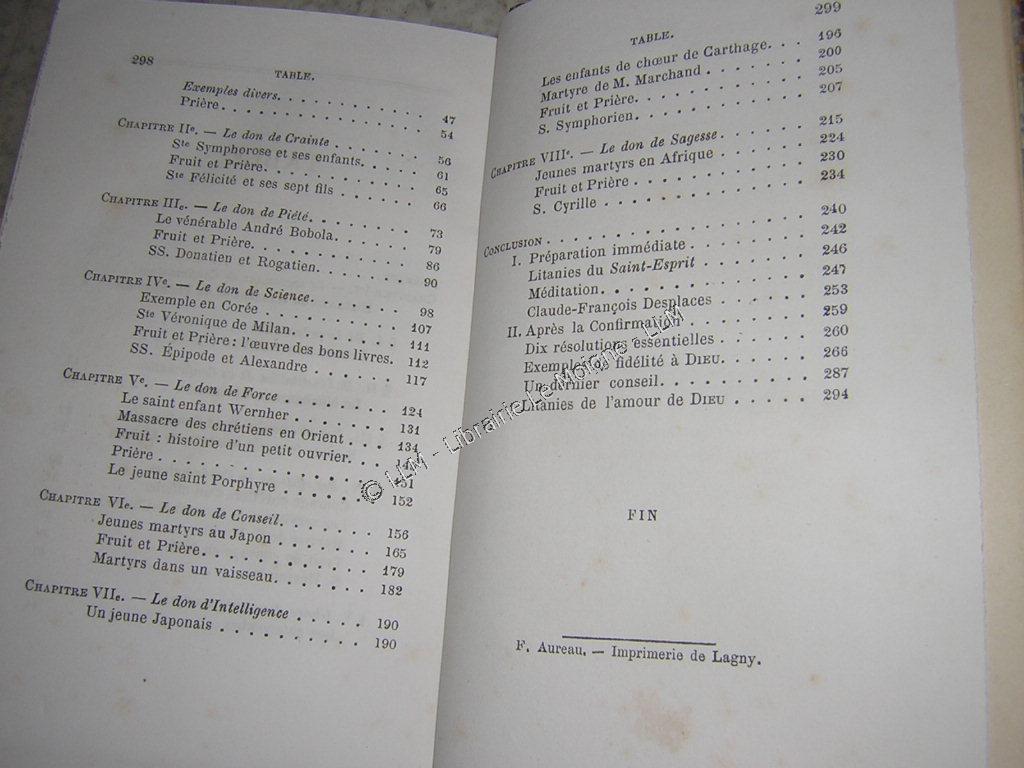 298
TABLE.
Exemples divers. . . . . . . . . . 47
Prière . . . . . . . . . . 54
CHAPITRE IIe. — Le don de Crainte . . . . . . . 56
Ste Symphorose et ses enfants. . . . . 61
Fruit et Prière. . . . . . . . . . 65
Ste Félicité et ses sept fils . . . . . . 66
CHAPITRE IIIe. — Le don de Piété. . . . . . . 73
Le vénérable André Bobola. . . . . . 79
Fruit et Prière. . . . . . . . . . 86
SS. Donatien et Rogatien. . . . . . . 90
CHAPITRE IVe. — Le don de Science. . . . . . . 98
Exemple en Corée . . . . . . . . . 107
Ste Véronique de Milan. . . . . . . . 111
Fruit et Prière : l'œuvre des bons livres. 112
SS. Épipode et Alexandre . . . . . . 117
CHAPITRE Ve. — Le don de Force . . . . . . . . 124
Le saint enfant Wernher . . . . . . . 131
Massacre des chrétiens en Orient . . . . 134
Fruit : histoire d'un petit ouvrier. . . .
Prière . . . . . . . . . . 151
Le jeune saint Porphyre . . . . . . . 152
CHAPITRE VIe. — Le don de Conseil. . . . . . . 156
Jeunes martyrs au Japon . . . . . . . 165
Fruit et Prière. . . . . . . . . . 179
Martyrs dans un vaisseau. . . . . . . 182
CHAPITRE VIIe. — Le don d'Intelligence . . . . . 190
Un jeune Japonais . . . . . . . . . 190
299
TABLE.
Les enfants de chœur de Carthage. . . 196
Martyre de M. Marchand . . . . . . . 200
Fruit et Prière. . . . . . . . . . 205
S. Symphorien. . . . . . . . . . 207
CHAPITRE VIIIe. — Le don de Sagesse . . . . . . 215
Jeunes martyrs en Afrique . . . . . . 224
Fruit et Prière . . . . . . . . . . 230
S. Cyrille . . . . . . . . . . 234
CONCLUSION . . . . . . . . . . 240
I. Préparation immédiate . . . . . . . 242
Litanies du Saint-Esprit . . . . . . 246
Méditation. . . . . . . . . . 247
Claude-François Desplaces . . . . . . 253
II. Après la Confirmation . . . . . . . 259
Dix résolutions essentielles . . . . . . 260
Exemples de fidélité à DIEU. . . . . . 266
Un dernier conseil. . . . . . . . . . 287
Litanies de l'amour de DIEU . . . . . 294
FIN
F. Aureau. — Imprimerie de Lagny.
© LLM - Librairie Le Moigne - LLM